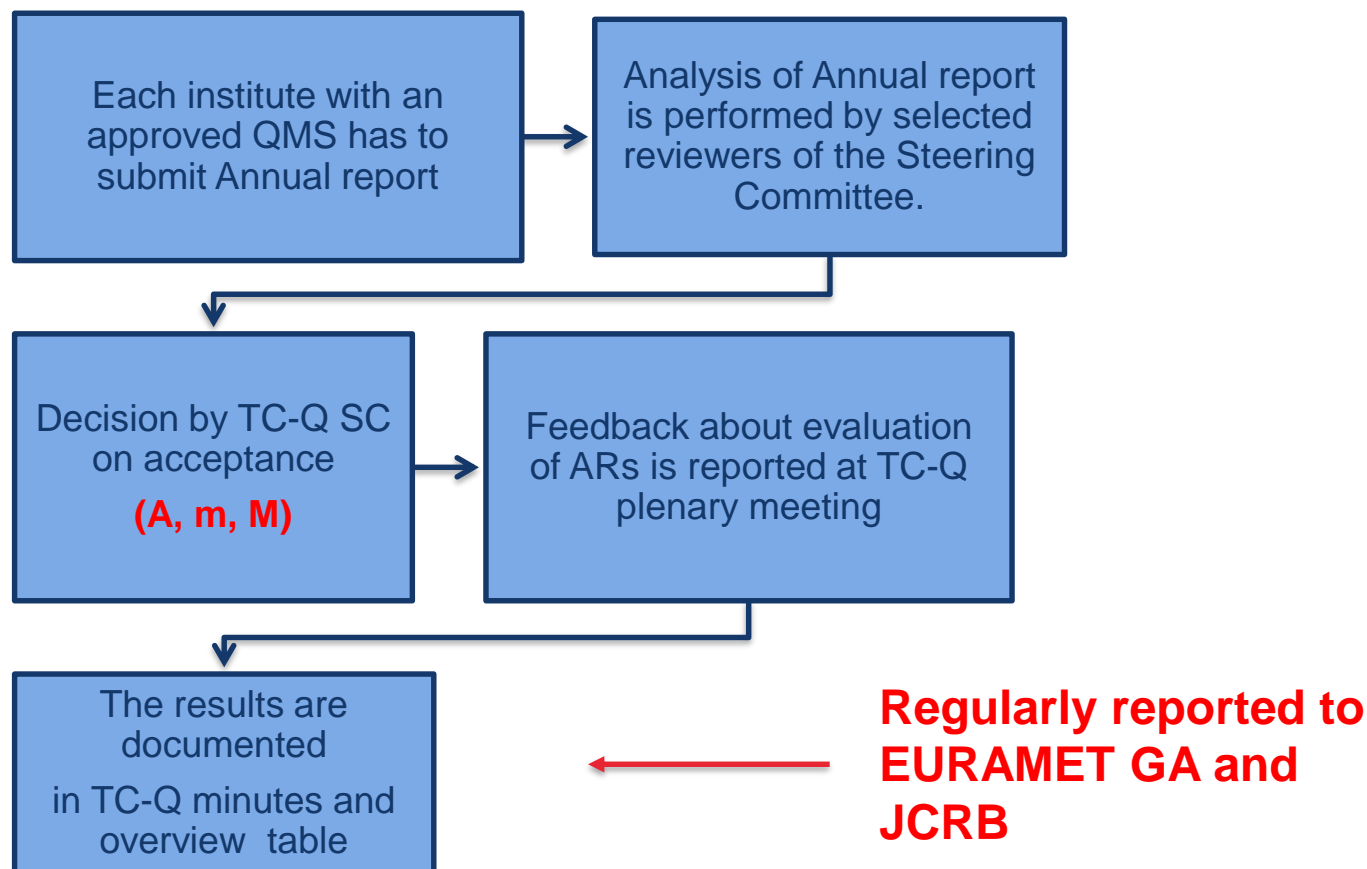 Each institute with an
approved QMS has to
submit Annual report
Analysis of Annual report
is performed by selected
reviewers of the Steering
Committee.
Decision by TC-Q SC
on acceptance
(A, m, M)
Feedback about evaluation
of ARs is reported at TC-Q
plenary meeting
The results are
documented
in TC-Q minutes and
overview table
Regularly reported to
EURAMET GA and
JCRB